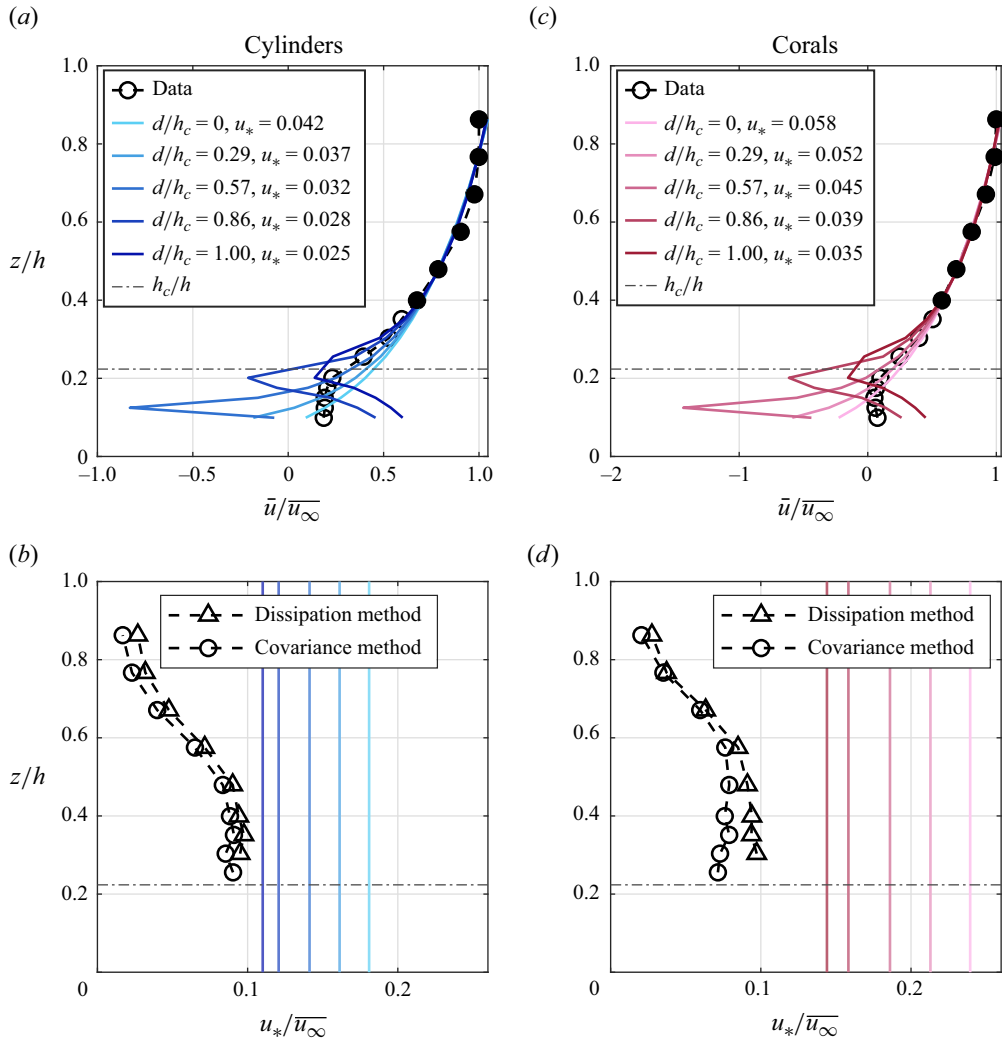 (a)
Cylinders
1.0
0.8
0.6
0.4
0.2
0
z/h
Data
d/h_c = 0, u_* = 0.042
d/h_c = 0.29, u_* = 0.037
d/h_c = 0.57, u_* = 0.032
d/h_c = 0.86, u_* = 0.028
d/h_c = 1.00, u_* = 0.025
h_c/h
–1.0 –0.5 0 0.5 1.0
ū/u_∞̅
(c)
Corals
1.0
0.8
0.6
0.4
0.2
0
Data
d/h_c = 0, u_* = 0.058
d/h_c = 0.29, u_* = 0.052
d/h_c = 0.57, u_* = 0.045
d/h_c = 0.86, u_* = 0.039
d/h_c = 1.00, u_* = 0.035
h_c/h
–2 –1 0 1
ū/u_∞̅
(b)
1.0
0.8
0.6
0.4
0.2
z/h
Dissipation method
Covariance method
0 0.1 0.2
u_*/u_∞̅
(d)
1.0
0.8
0.6
0.4
0.2
Dissipation method
Covariance method
0 0.1 0.2
u_*/u_∞̅